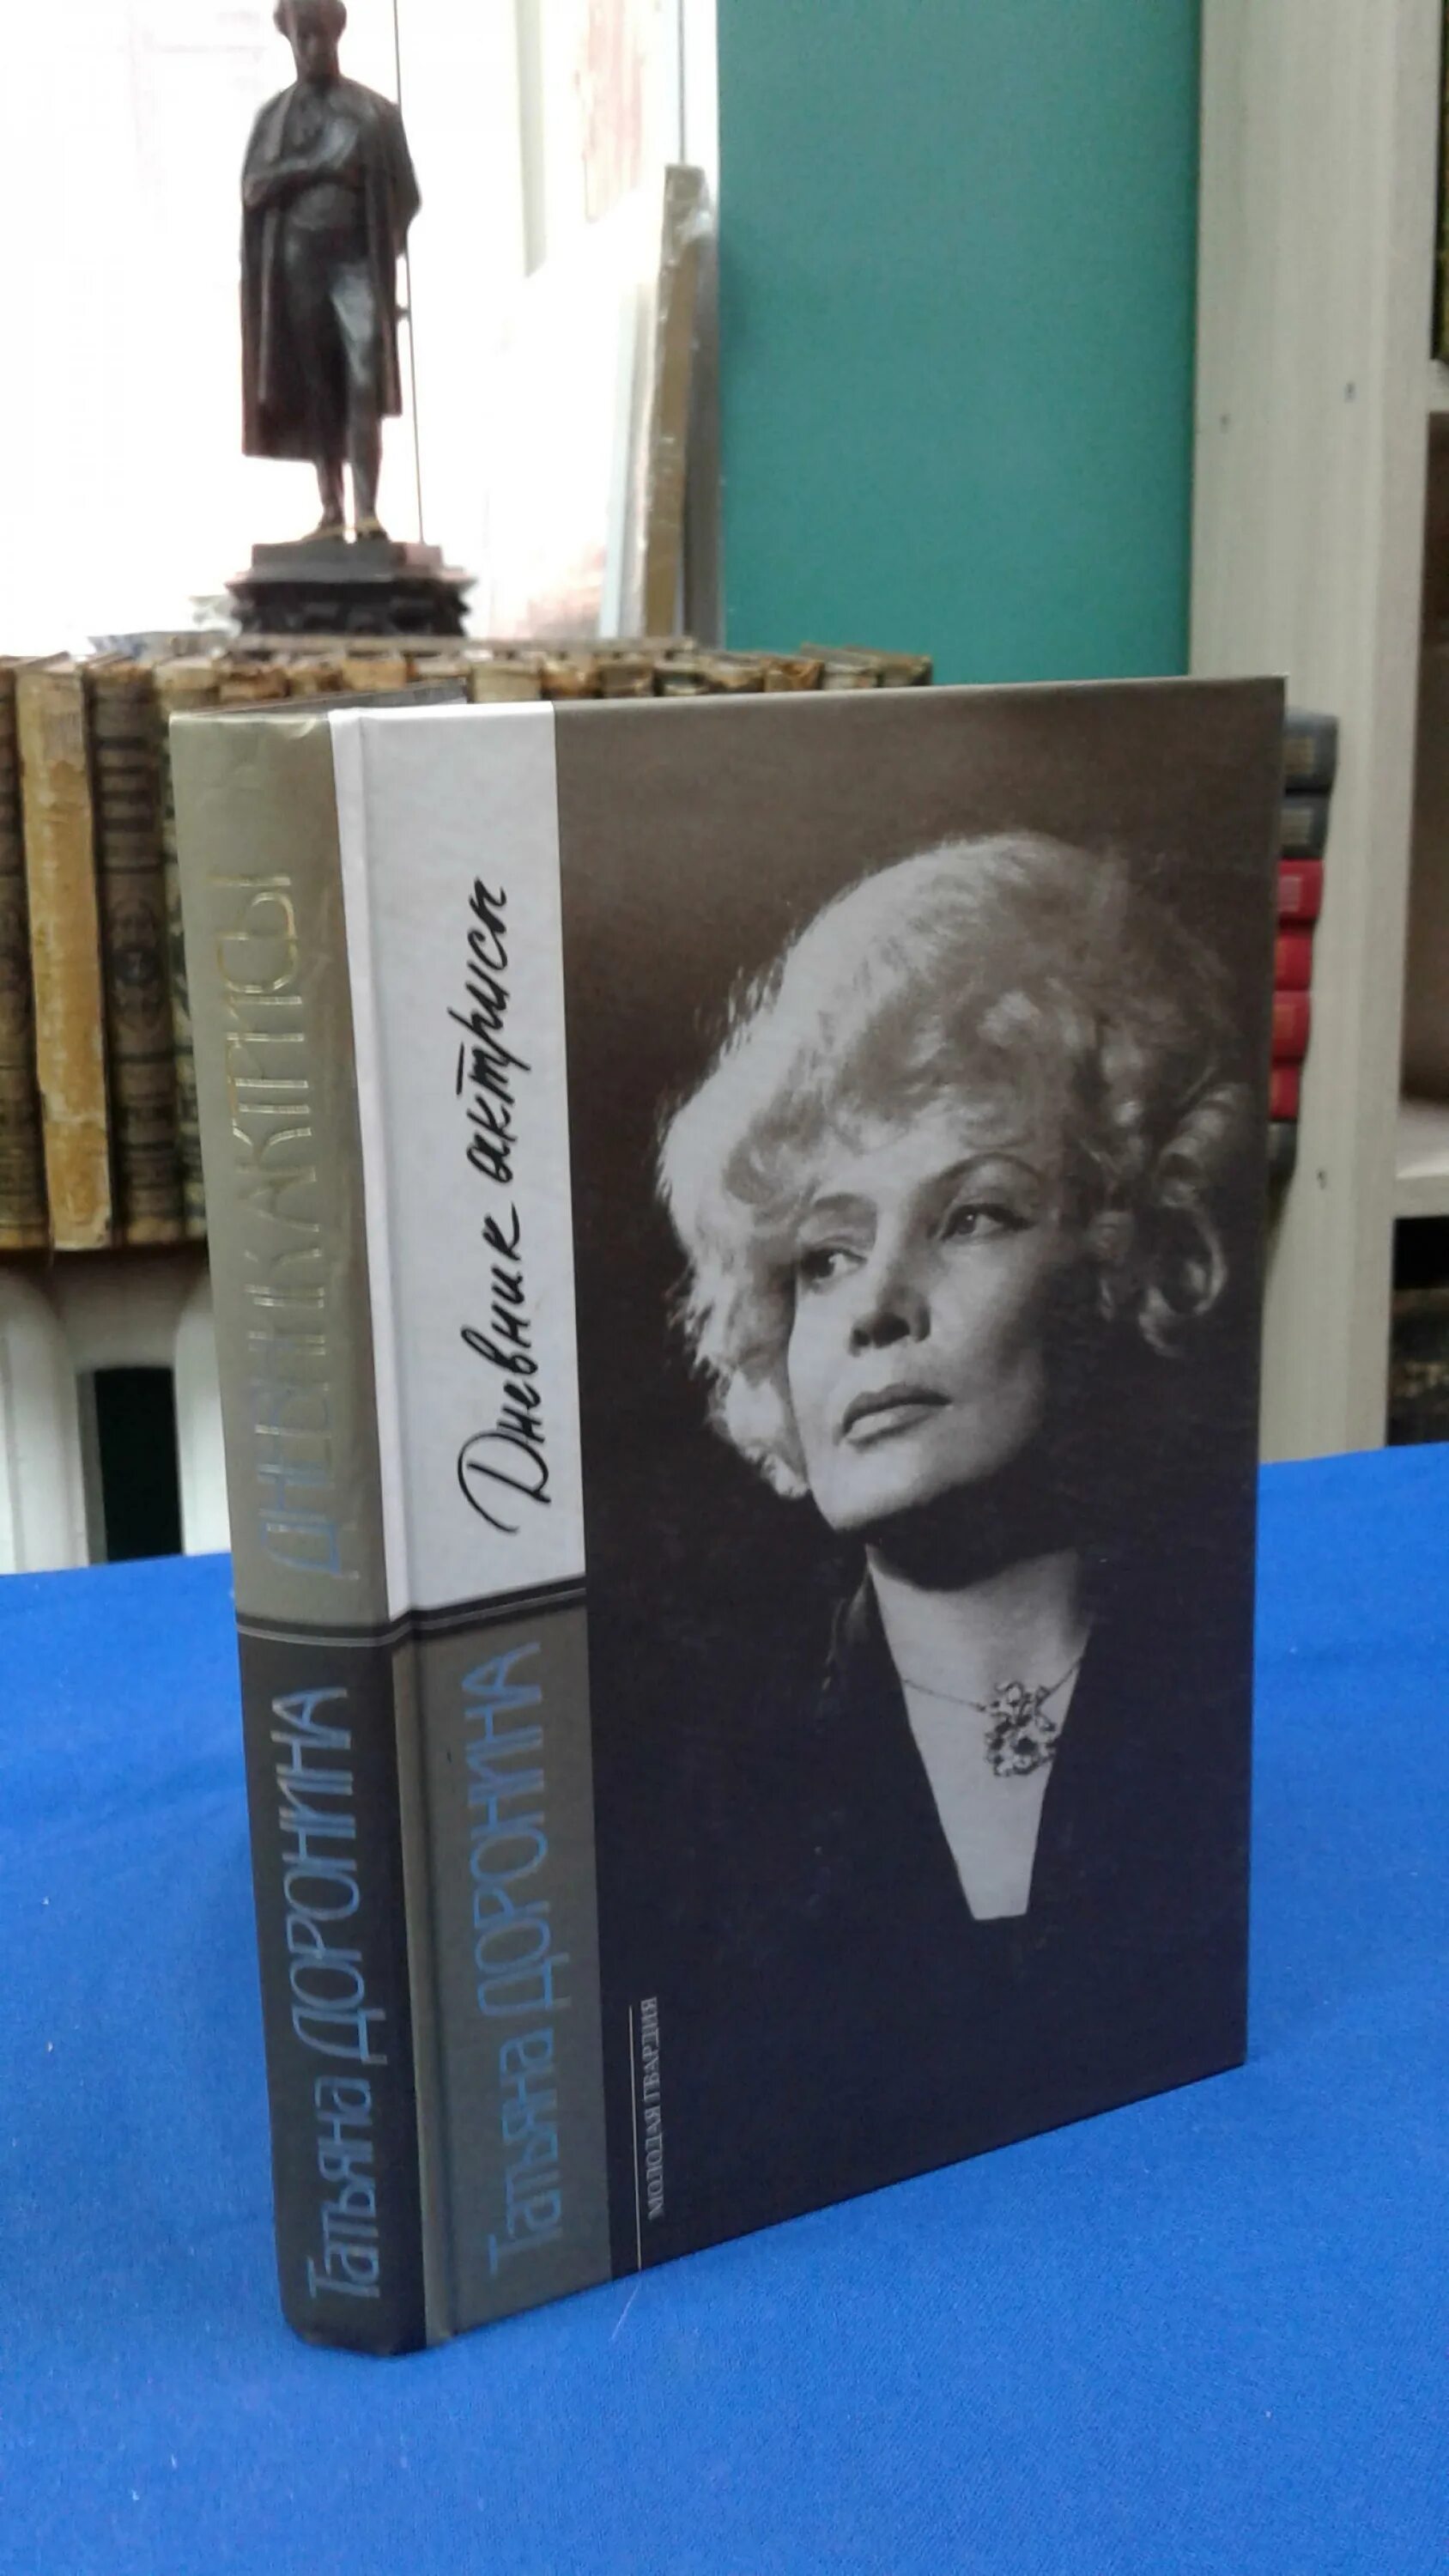 ДНЕВНИК АКТРИСЫ
Татьяна ДОРОНИНА
Дневник актрисы
Татьяна ДОРОНИНА
МОЛОДАЯ ГВАРДИЯ